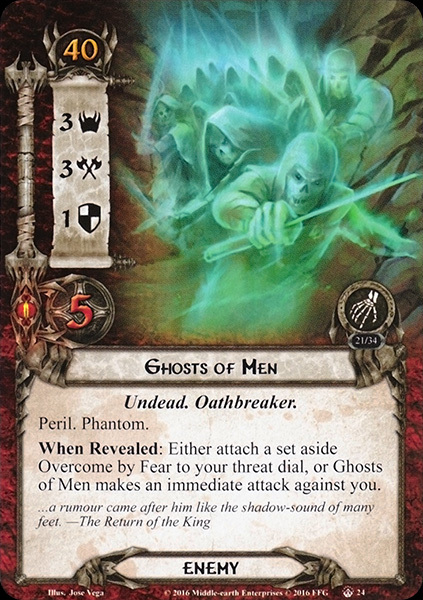 40
3
3
1
5
21/34
Ghosts of Men
Undead. Oathbreaker.
Peril. Phantom.
When Revealed: Either attach a set aside
Overcome by Fear to your threat dial, or Ghosts
of Men makes an immediate attack against you.
...a rumour came after him like the shadow-sound of many
feet. —The Return of the King
ENEMY
Illus. Jose Vega © 2016 Middle-earth Enterprises © 2016 FFG 24